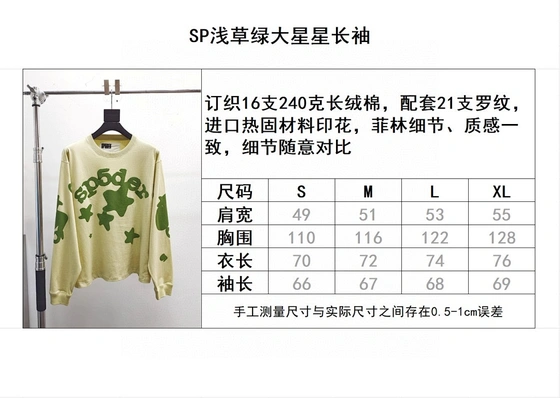 SP浅草绿大星星长袖
订织16支240克长绒棉，配套21支罗纹，
进口热固材料印花，菲林细节、质感一
致，细节随意对比
尺码 S M L XL
肩宽 49 51 53 55
胸围 110 116 122 128
衣长 70 72 74 76
袖长 66 67 68 69
手工测量尺寸与实际尺寸之间存在0.5-1cm误差
sp5der